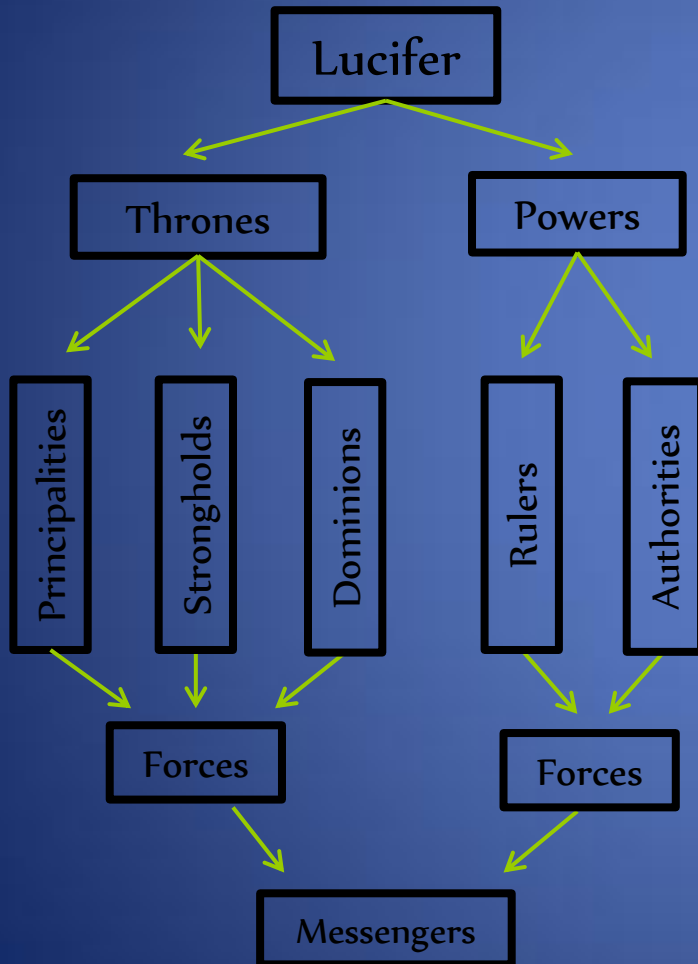 Lucifer
Thrones
Powers
Principalities
Strongholds
Dominions
Rulers
Authorities
Forces
Forces
Messengers